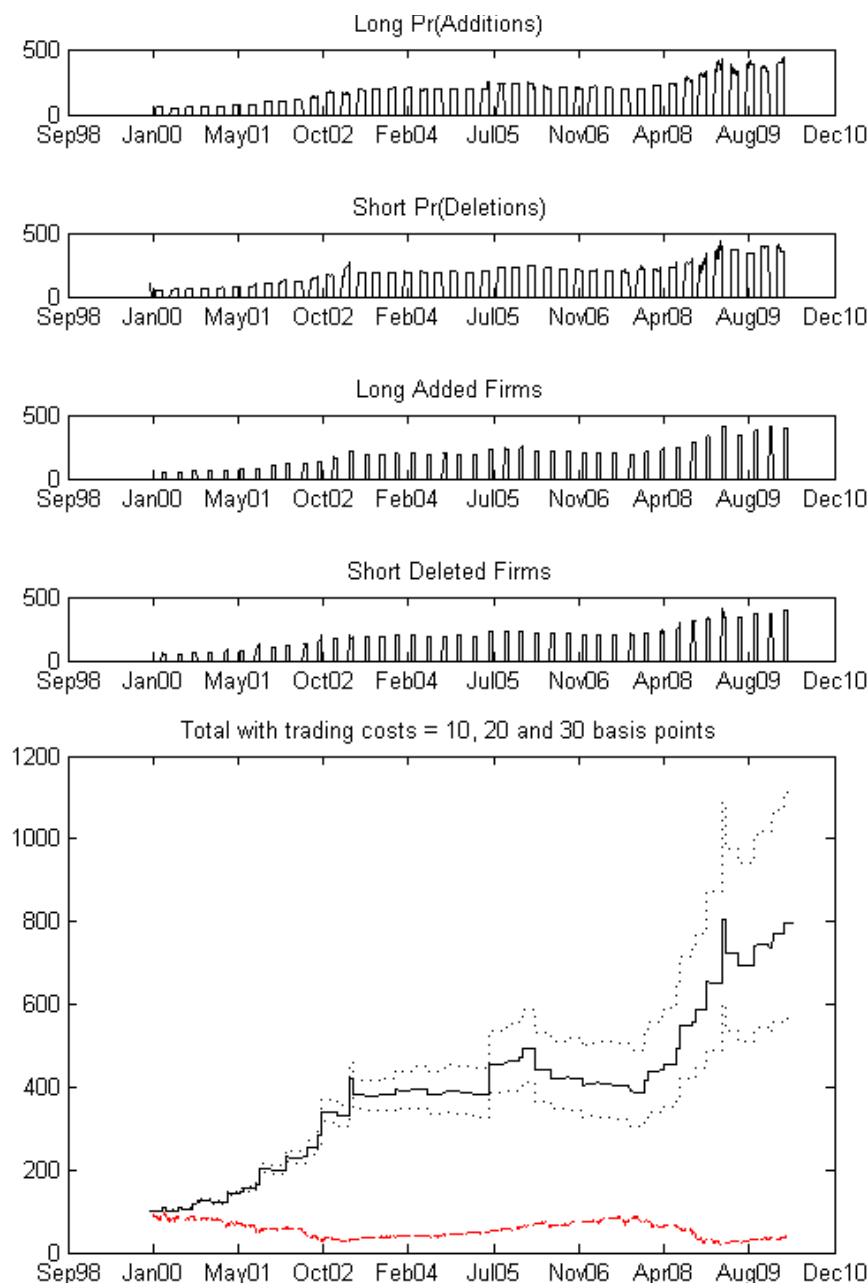 Long Pr(Additions)
500
0
Sep98 Jan00 May01 Oct02 Feb04 Jul05 Nov06 Apr08 Aug09 Dec10
Short Pr(Deletions)
500
0
Sep98 Jan00 May01 Oct02 Feb04 Jul05 Nov06 Apr08 Aug09 Dec10
Long Added Firms
500
0
Sep98 Jan00 May01 Oct02 Feb04 Jul05 Nov06 Apr08 Aug09 Dec10
Short Deleted Firms
500
0
Sep98 Jan00 May01 Oct02 Feb04 Jul05 Nov06 Apr08 Aug09 Dec10
Total with trading costs = 10, 20 and 30 basis points
1200
1000
800
600
400
200
0
Sep98 Jan00 May01 Oct02 Feb04 Jul05 Nov06 Apr08 Aug09 Dec10